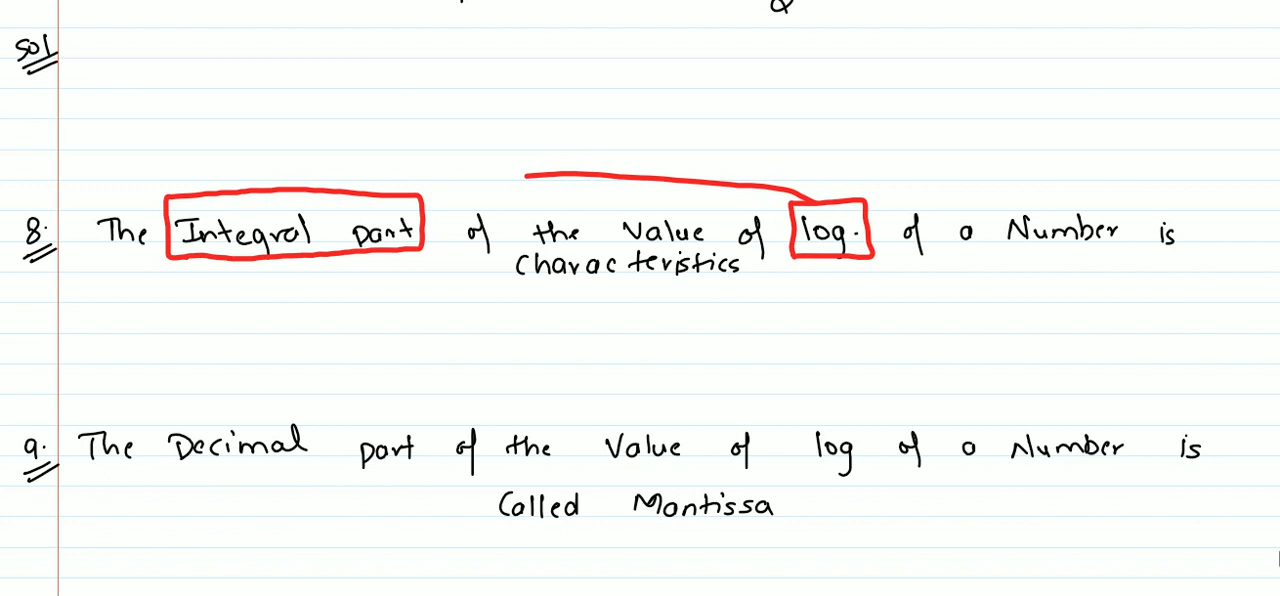 Sol
8. The Integral part of the value of log. of a Number is
characteristics
9. The Decimal part of the Value of log of a Number is
Called Mantissa